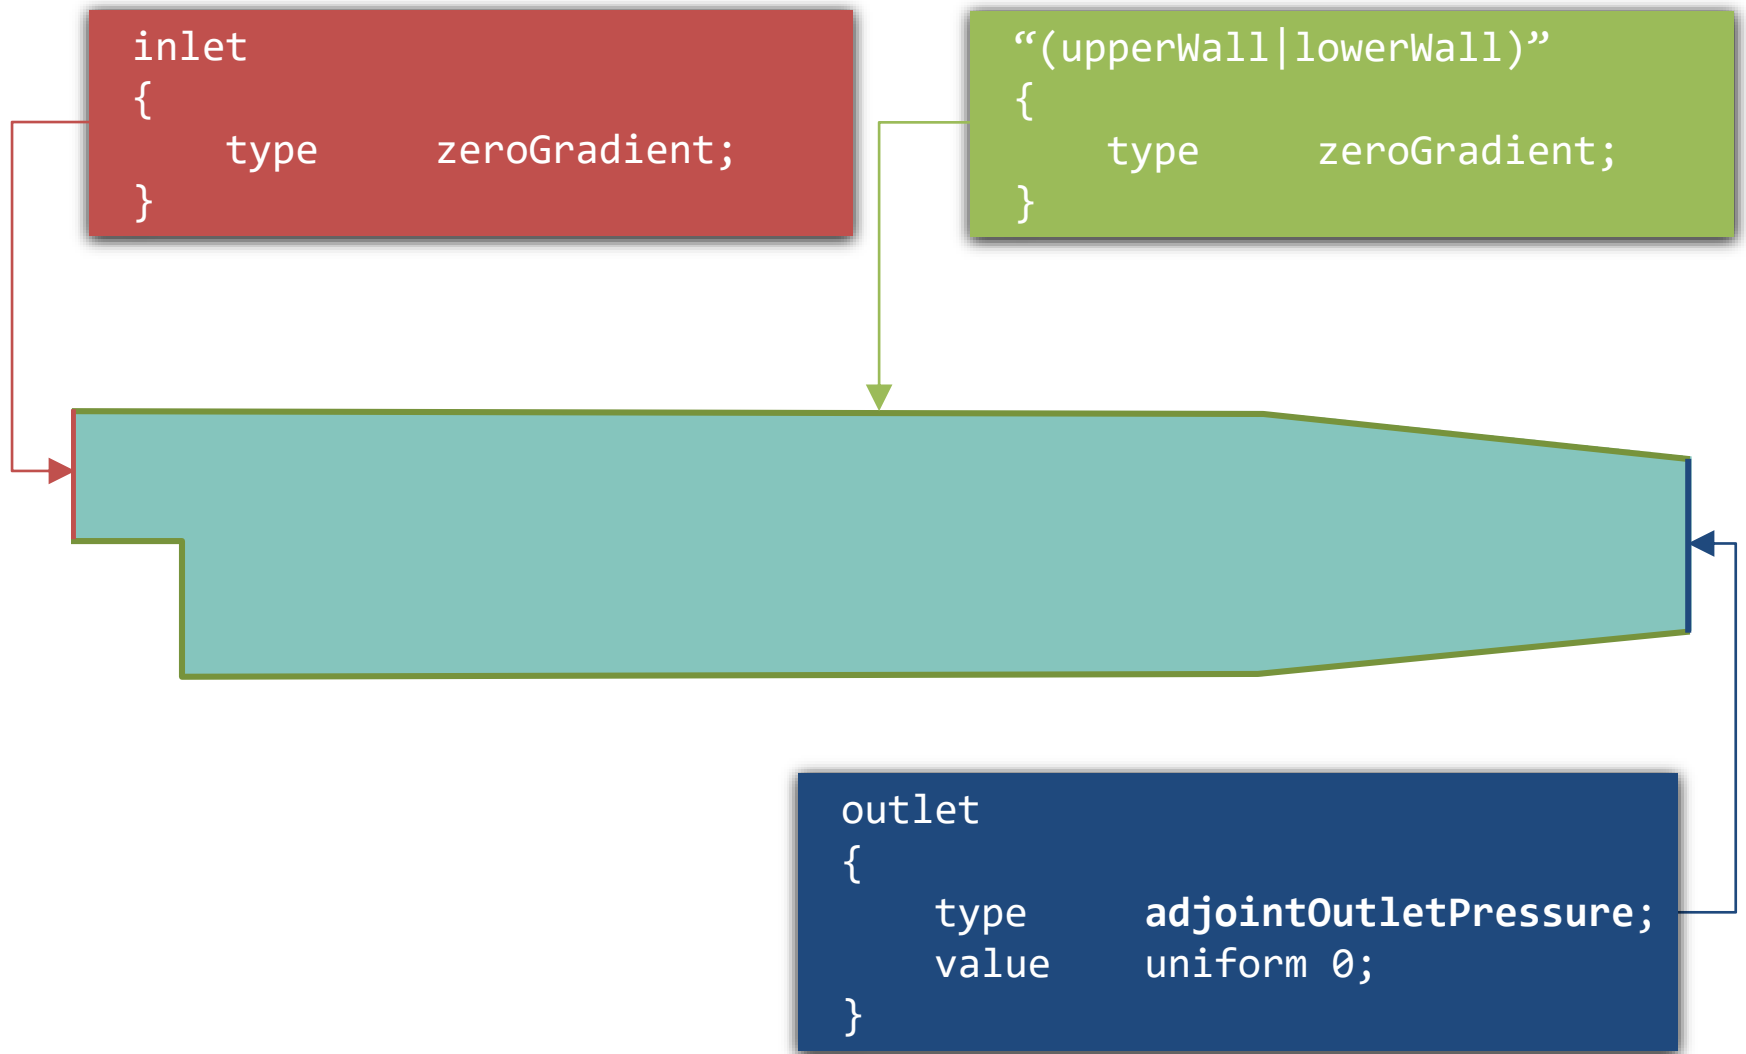 inlet
{
    type     zeroGradient;
}
“(upperWall|lowerWall)”
{
    type     zeroGradient;
}
outlet
{
    type     adjointOutletPressure;
    value    uniform 0;
}